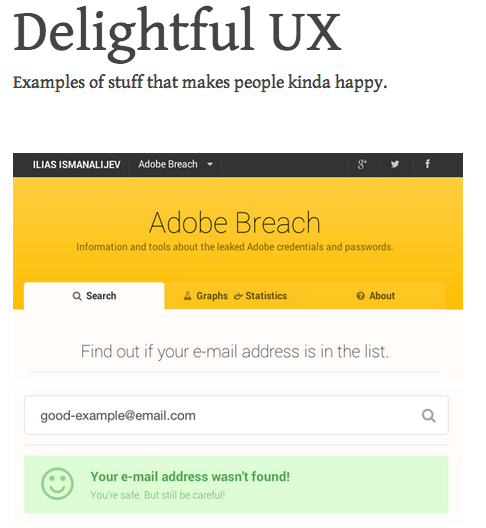 Delightful UX
Examples of stuff that makes people kinda happy.
ILIAS ISMANALIJEV Adobe Breach
Adobe Breach
Information and tools about the leaked Adobe credentials and passwords.
Search Graphs & Statistics About
Find out if your e-mail address is in the list.
good-example@email.com
Your e-mail address wasn't found!
You're safe. But still be careful!